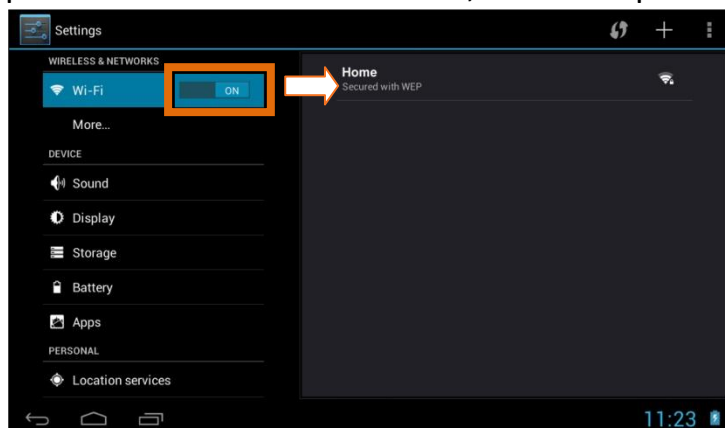 Settings
WIRELESS & NETWORKS
Wi-Fi
ON
Home
Secured with WEP
More...
DEVICE
Sound
Display
Storage
Battery
Apps
PERSONAL
Location services
11:23